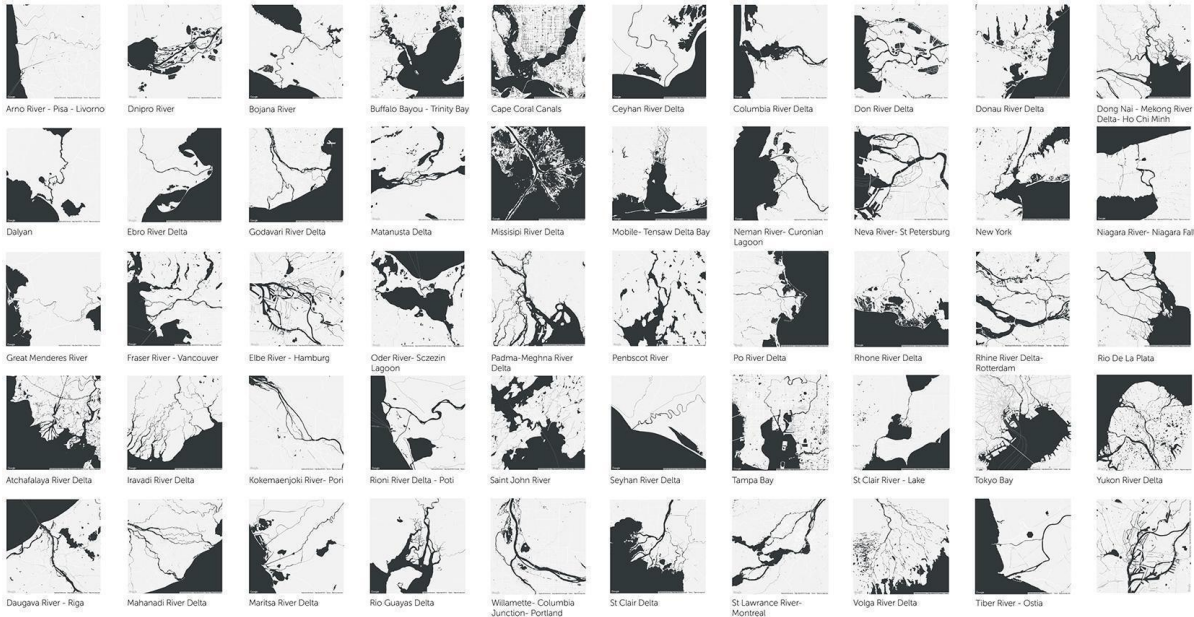 Arno River - Pisa - Livorno
Dnipro River
Bojana River
Buffalo Bayou - Trinity Bay
Cape Coral Canals
Ceyhan River Delta
Columbia River Delta
Don River Delta
Donau River Delta
Dong Nai - Mekong River
Delta- Ho Chi Minh
Dalyan
Ebro River Delta
Godavari River Delta
Matanusta Delta
Missisipi River Delta
Mobile- Tensaw Delta Bay
Neman River- Curonian
Lagoon
Neva River- St Petersburg
New York
Niagara River- Niagara Fall
Great Menderes River
Fraser River - Vancouver
Elbe River - Hamburg
Oder River- Sczezin
Lagoon
Padma-Meghna River
Delta
Penbscot River
Po River Delta
Rhone River Delta
Rhine River Delta-
Rotterdam
Rio De La Plata
Atchafalaya River Delta
Iravadi River Delta
Kokemaenjoki River- Pori
Rioni River Delta - Poti
Saint John River
Seyhan River Delta
Tampa Bay
St Clair River - Lake
Tokyo Bay
Yukon River Delta
Daugava River - Riga
Mahanadi River Delta
Maritsa River Delta
Rio Guayas Delta
Willamette- Columbia
Junction- Portland
St Clair Delta
St Lawrance River-
Montreal
Volga River Delta
Tiber River - Ostia